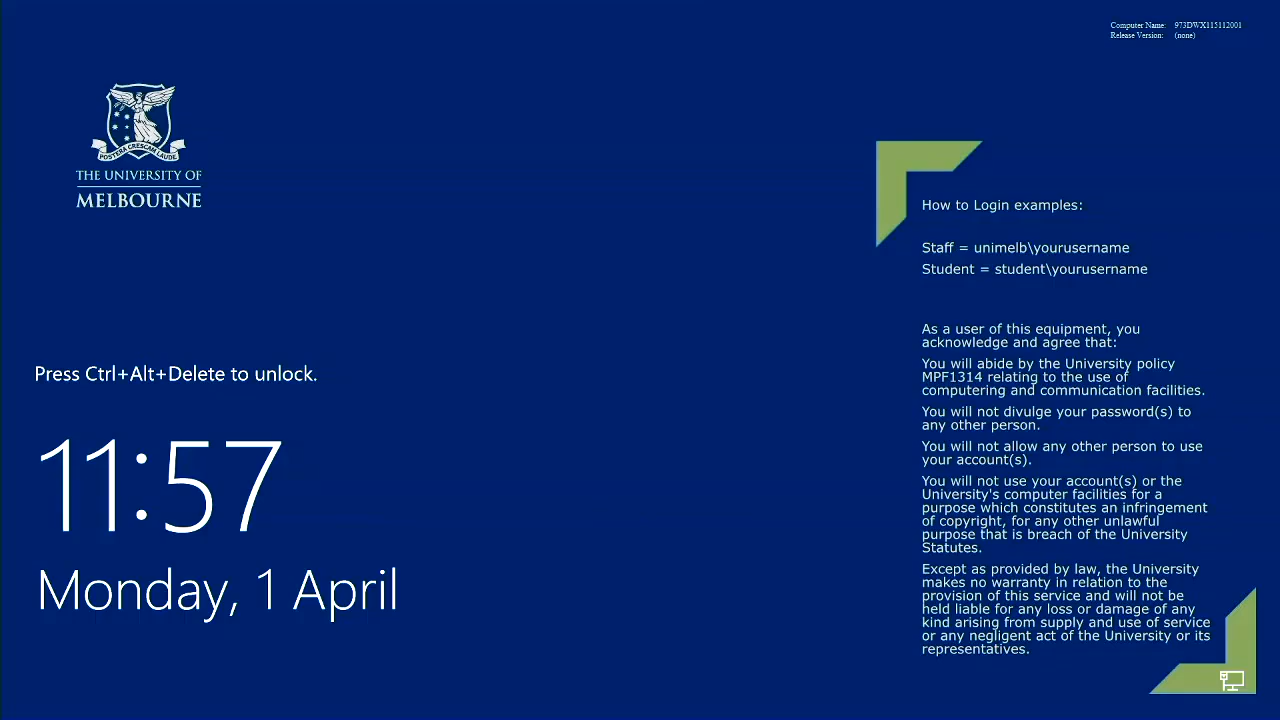 Computer Name: 973DWX115112001
Release Version: (none)
POSTERA CRESCAM LAUDE
THE UNIVERSITY OF
MELBOURNE
How to Login examples:
Staff = unimelb\yourusername
Student = student\yourusername
As a user of this equipment, you
acknowledge and agree that:
You will abide by the University policy
MPF1314 relating to the use of
computering and communication facilities.
You will not divulge your password(s) to
any other person.
You will not allow any other person to use
your account(s).
You will not use your account(s) or the
University's computer facilities for a
purpose which constitutes an infringement
of copyright, for any other unlawful
purpose that is breach of the University
Statutes.
Except as provided by law, the University
makes no warranty in relation to the
provision of this service and will not be
held liable for any loss or damage of any
kind arising from supply and use of service
or any negligent act of the University or its
representatives.
Press Ctrl+Alt+Delete to unlock.
11:57
Monday, 1 April